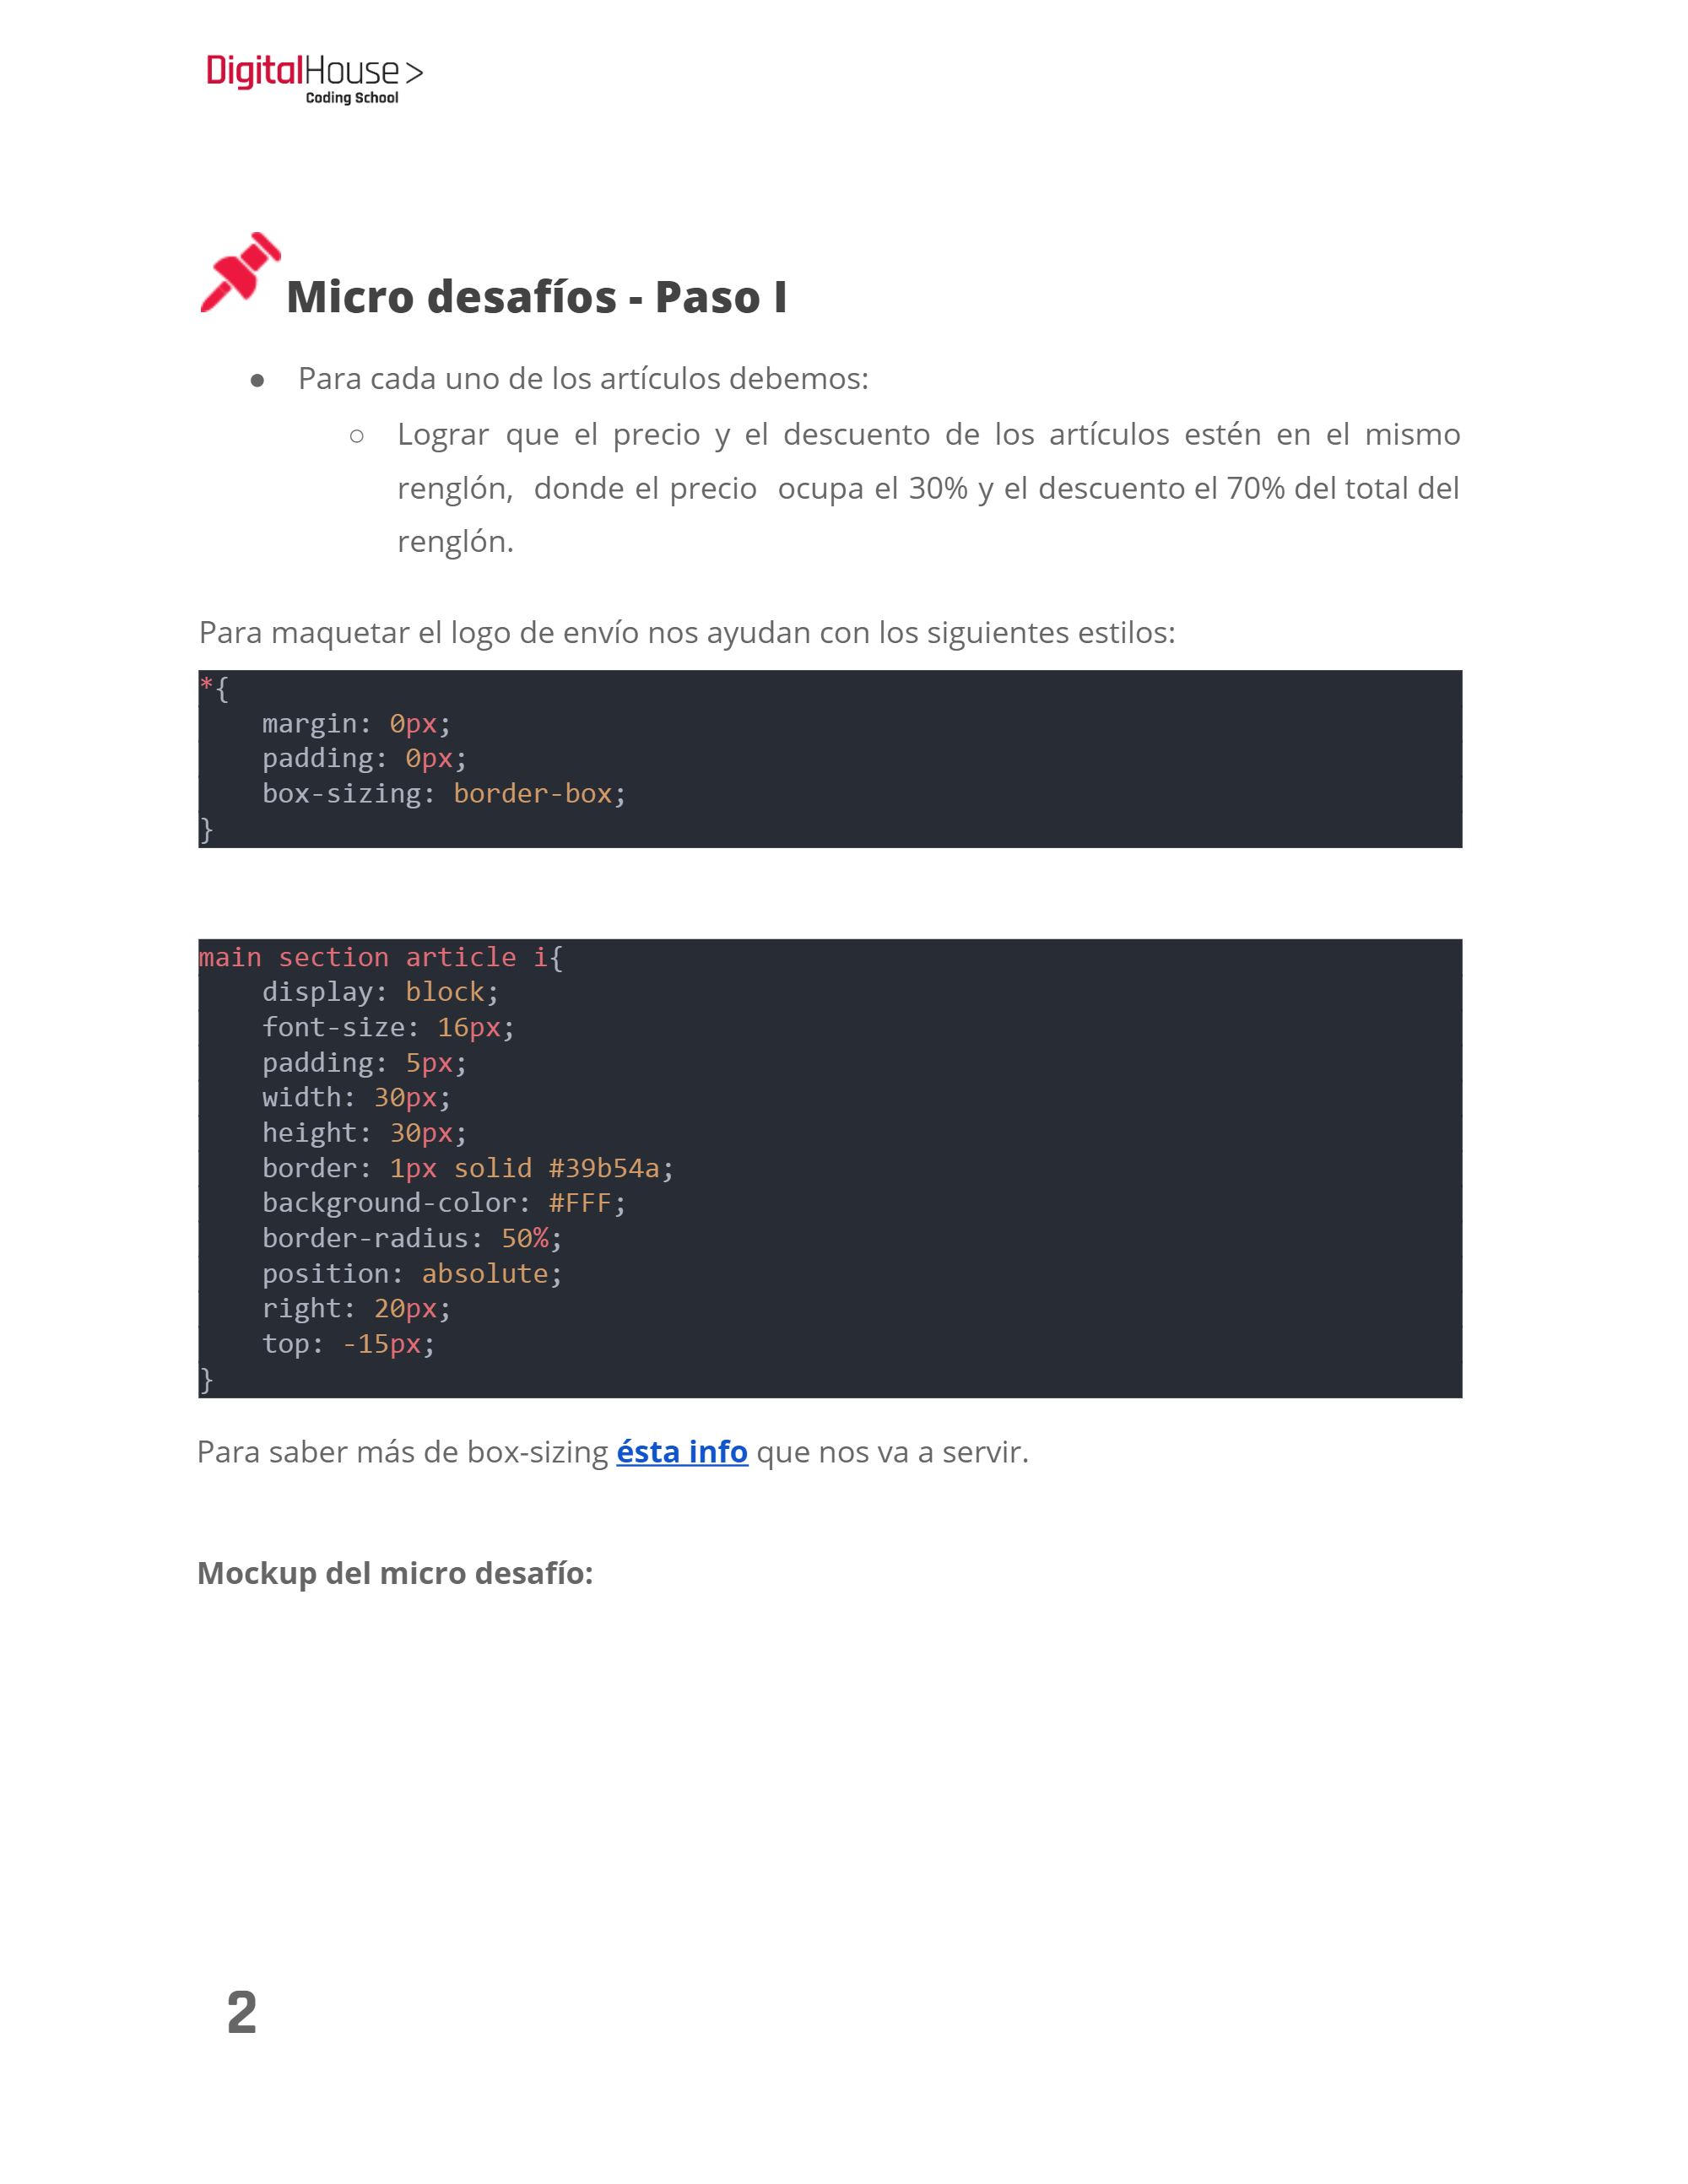 DigitalHouse >
Coding School
Micro desafíos - Paso I
● Para cada uno de los artículos debemos:
○ Lograr que el precio y el descuento de los artículos estén en el mismo
renglón, donde el precio ocupa el 30% y el descuento el 70% del total del
renglón.
Para maquetar el logo de envío nos ayudan con los siguientes estilos:
*{
    margin: 0px;
    padding: 0px;
    box-sizing: border-box;
}
main section article i{
    display: block;
    font-size: 16px;
    padding: 5px;
    width: 30px;
    height: 30px;
    border: 1px solid #39b54a;
    background-color: #FFF;
    border-radius: 50%;
    position: absolute;
    right: 20px;
    top: -15px;
}
Para saber más de box-sizing ésta info que nos va a servir.
Mockup del micro desafío:
2